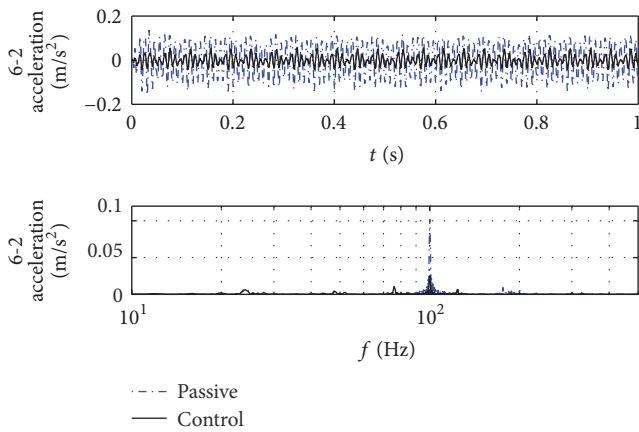 0.2
0
−0.2
6-2
acceleration
(m/s²)
0 0.2 0.4 0.6 0.8 1
t (s)
0.1
0.05
0
6-2
acceleration
(m/s²)
10¹ 10²
f (Hz)
Passive
Control